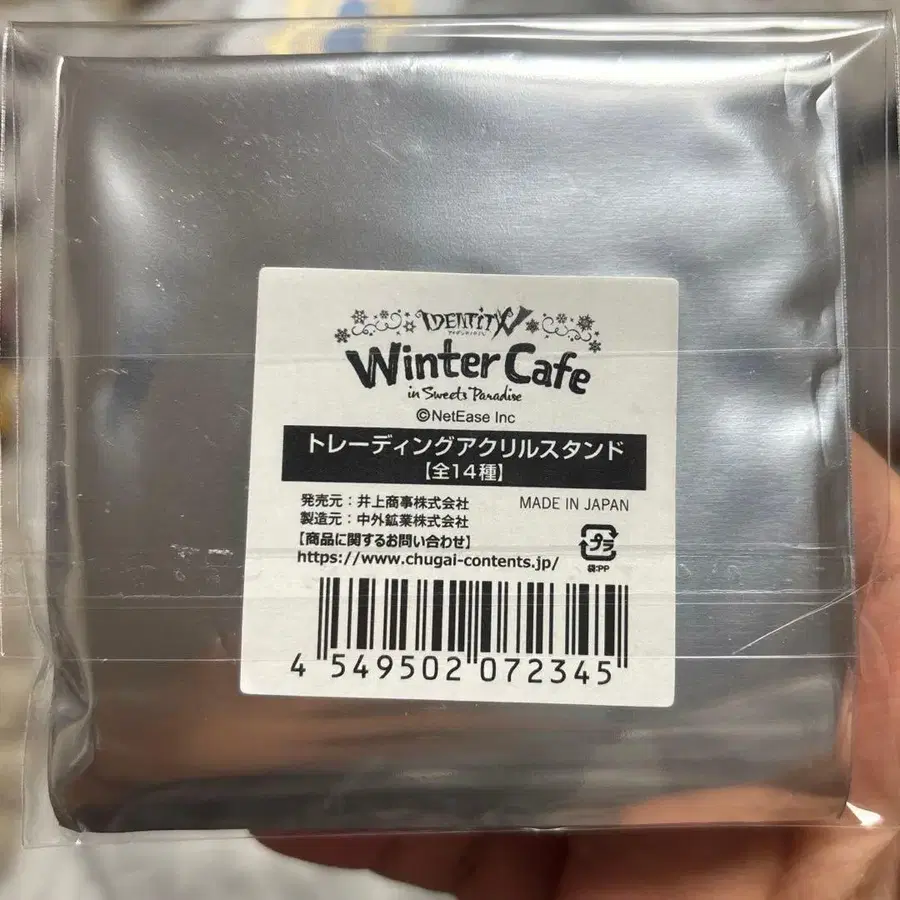 IDENTITY V
アイデンティティV
Winter Cafe
in Sweets Paradise
©NetEase Inc
トレーディングアクリルスタンド
【全14種】
発売元：井上商事株式会社
MADE IN JAPAN
製造元：中外鉱業株式会社
【商品に関するお問い合わせ】
https://www.chugai-contents.jp/
プラ
袋:PP
4 549502 072345